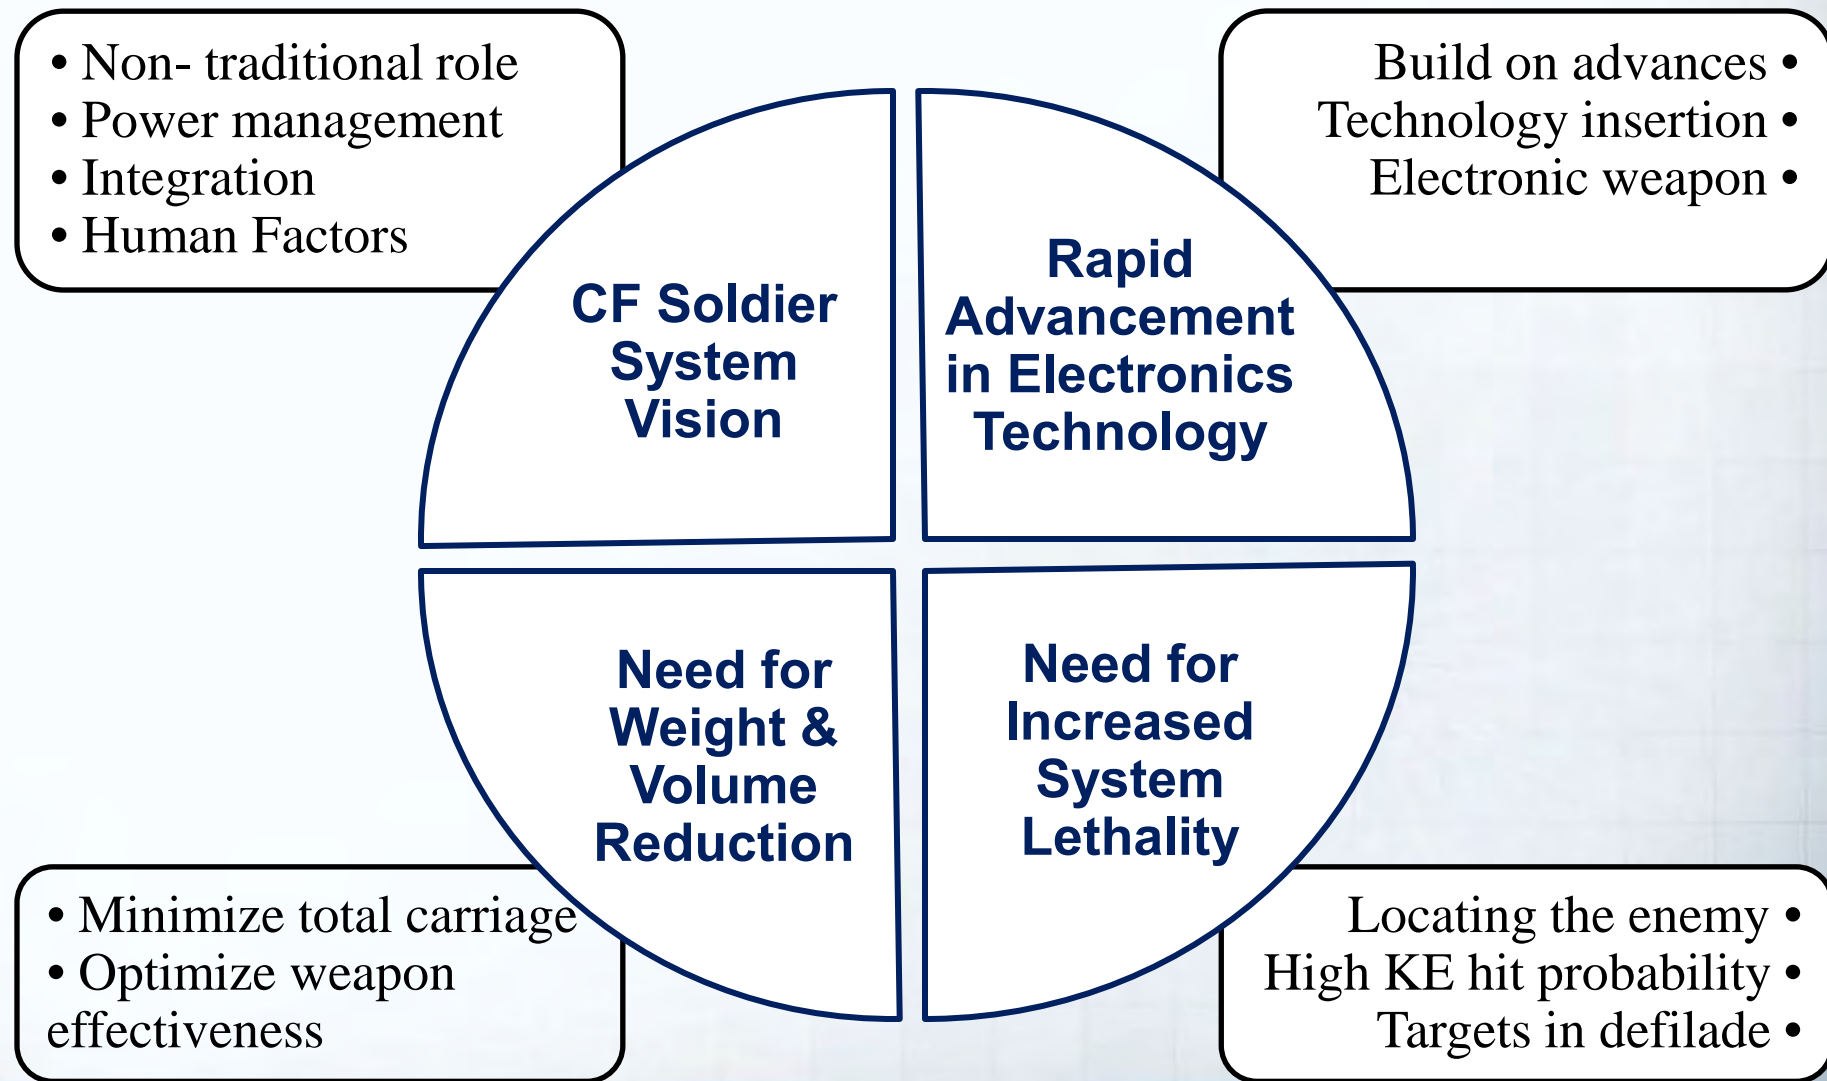 • Non- traditional role
• Power management
• Integration
• Human Factors
Build on advances •
Technology insertion •
Electronic weapon •
CF Soldier
System
Vision
Rapid
Advancement
in Electronics
Technology
Need for
Weight &
Volume
Reduction
Need for
Increased
System
Lethality
• Minimize total carriage
• Optimize weapon
effectiveness
Locating the enemy •
High KE hit probability •
Targets in defilade •